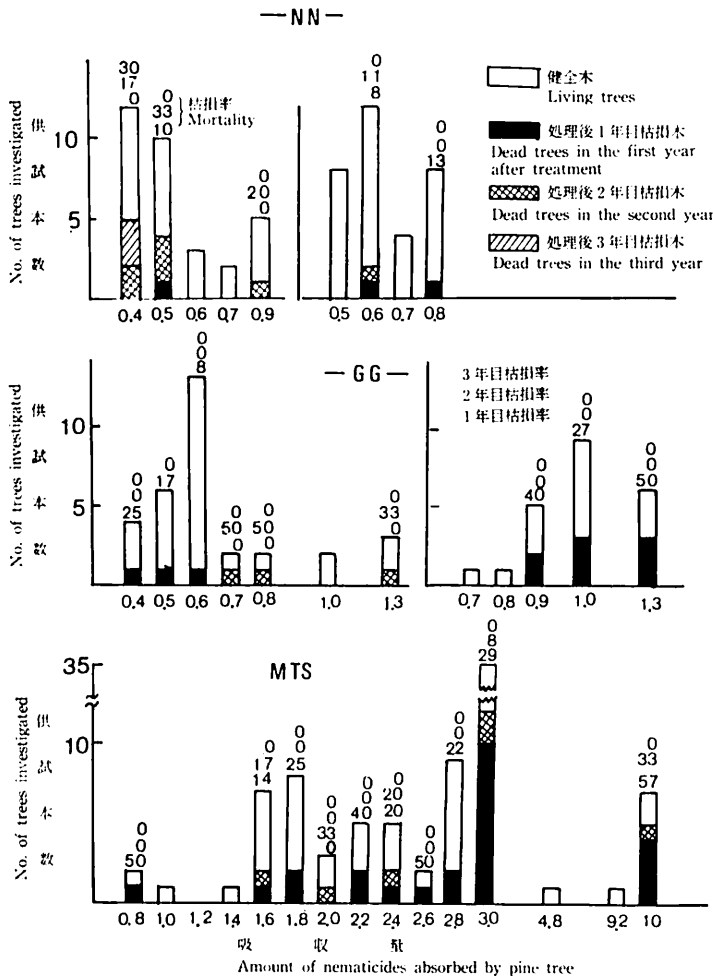 —NN—
30
17
0
0
33
10
}枯損率
Mortality
0
20
0
0
11
8
0
0
13
健全木
Living trees
処理後1年目枯損木
Dead trees in the first year
after treatment
処理後2年目枯損木
Dead trees in the second year
処理後3年目枯損木
Dead trees in the third year
No. of trees investigated
供試本数
10
5
0.4 0.5 0.6 0.7 0.9
0.5 0.6 0.7 0.8
—GG—
0
0
25
0
17
0
0
8
0
50
0
0
50
0
0
33
0
3年目枯損率
2年目枯損率
1年目枯損率
0
0
40
0
0
27
0
0
50
No. of trees investigated
供試本数
10
5
0.4 0.5 0.6 0.7 0.8 1.0 1.3
0.7 0.8 0.9 1.0 1.3
MTS
35
10
No. of trees investigated
供試本数
0
0
50
0
17
14
0
0
25
0
0
33
0
0
0
40
0
20
20
0
0
50
0
0
22
0
8
29
0
33
57
0.8 1.0 1.2 1.4 1.6 1.8 2.0 2.2 2.4 2.6 2.8 3.0 4.8 9.2 10
吸収量
Amount of nematicides absorbed by pine tree